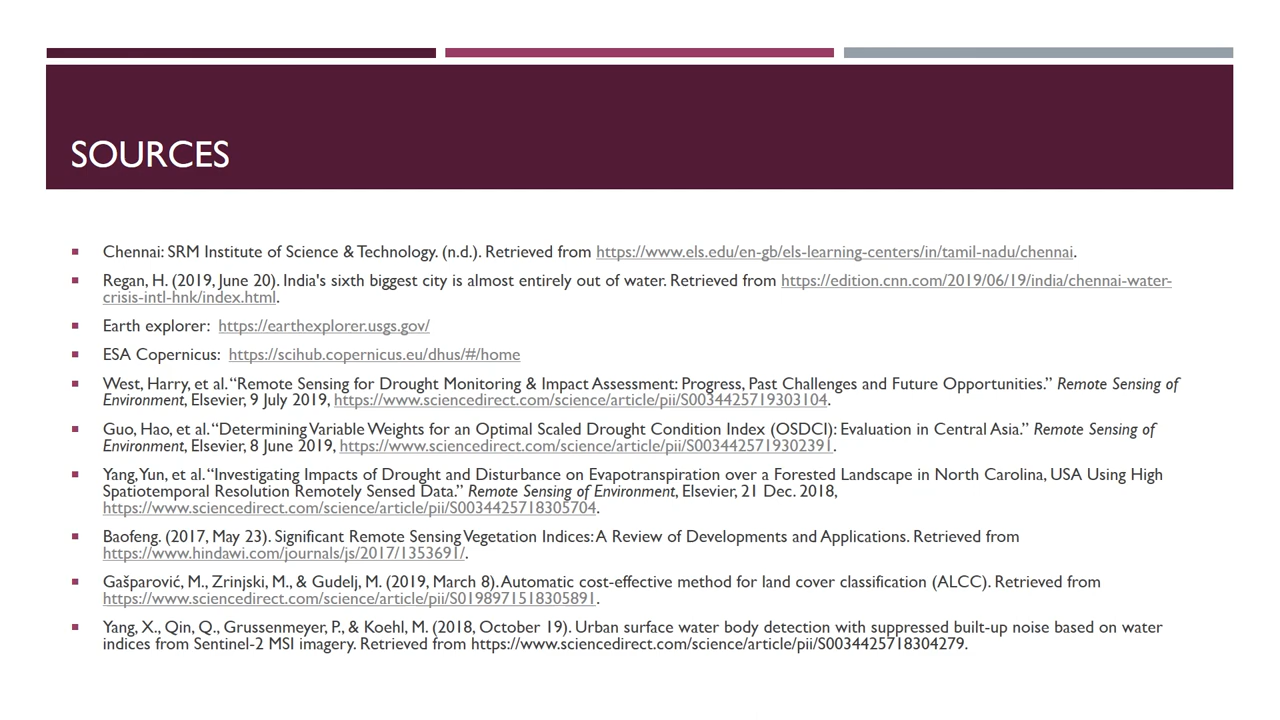 SOURCES
Chennai: SRM Institute of Science & Technology. (n.d.). Retrieved from https://www.els.edu/en-gb/els-learning-centers/in/tamil-nadu/chennai.
Regan, H. (2019, June 20). India's sixth biggest city is almost entirely out of water. Retrieved from https://edition.cnn.com/2019/06/19/india/chennai-water-
crisis-intl-hnk/index.html.
Earth explorer: https://earthexplorer.usgs.gov/
ESA Copernicus: https://scihub.copernicus.eu/dhus/#/home
West, Harry, et al. “Remote Sensing for Drought Monitoring & Impact Assessment: Progress, Past Challenges and Future Opportunities.” Remote Sensing of
Environment, Elsevier, 9 July 2019, https://www.sciencedirect.com/science/article/pii/S0034425719303104.
Guo, Hao, et al. “Determining Variable Weights for an Optimal Scaled Drought Condition Index (OSDCI): Evaluation in Central Asia.” Remote Sensing of
Environment, Elsevier, 8 June 2019, https://www.sciencedirect.com/science/article/pii/S0034425719302391.
Yang, Yun, et al. “Investigating Impacts of Drought and Disturbance on Evapotranspiration over a Forested Landscape in North Carolina, USA Using High
Spatiotemporal Resolution Remotely Sensed Data.” Remote Sensing of Environment, Elsevier, 21 Dec. 2018,
https://www.sciencedirect.com/science/article/pii/S0034425718305704.
Baofeng. (2017, May 23). Significant Remote Sensing Vegetation Indices: A Review of Developments and Applications. Retrieved from
https://www.hindawi.com/journals/js/2017/1353691/.
Gašparović, M., Zrinjski, M., & Gudelj, M. (2019, March 8). Automatic cost-effective method for land cover classification (ALCC). Retrieved from
https://www.sciencedirect.com/science/article/pii/S0198971518305891.
Yang, X., Qin, Q., Grussenmeyer, P., & Koehl, M. (2018, October 19). Urban surface water body detection with suppressed built-up noise based on water
indices from Sentinel-2 MSI imagery. Retrieved from https://www.sciencedirect.com/science/article/pii/S0034425718304279.